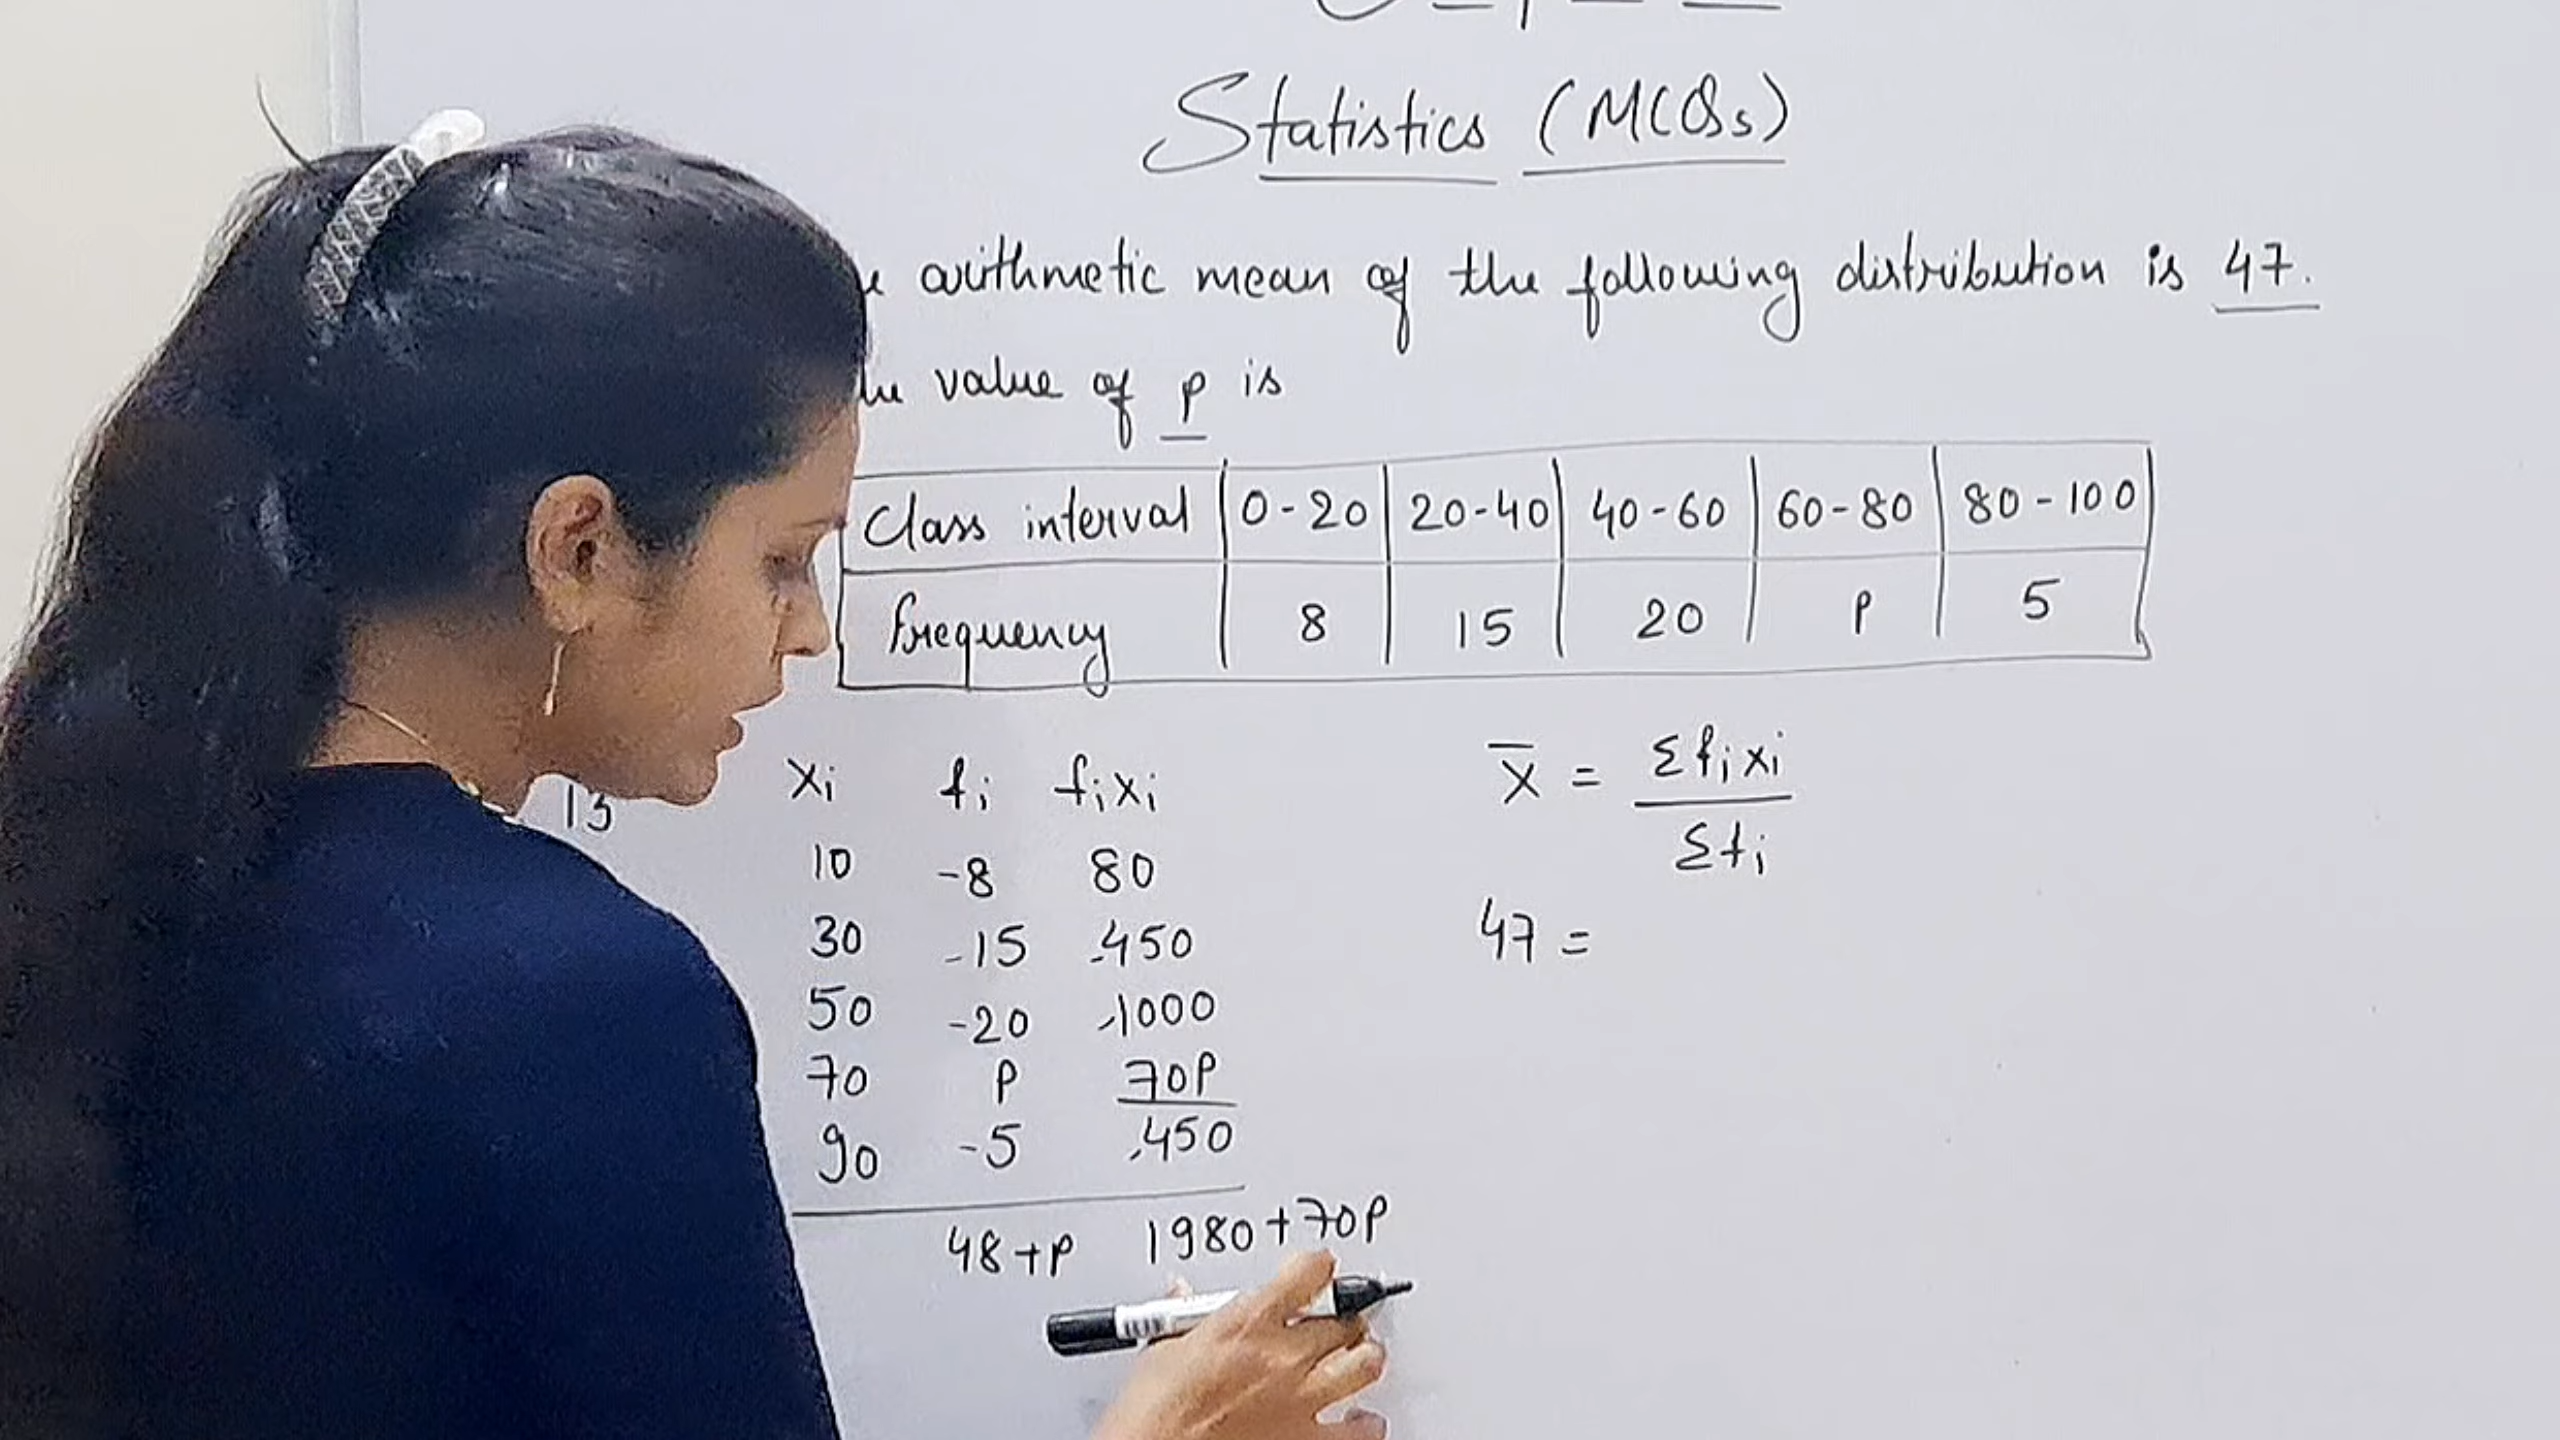 Statistics (MCQs)
arithmetic mean of the following distribution is 47.
value of p is
Class interval 0-20 20-40 40-60 60-80 80-100
frequency 8 15 20 p 5
xi fi fixi
13
10 -8 80
30 -15 -450
50 -20 -1000
70 P 70P
90 -5 -450
48+P 1980+70P
x̄ = Σfixi / Σfi
47 =